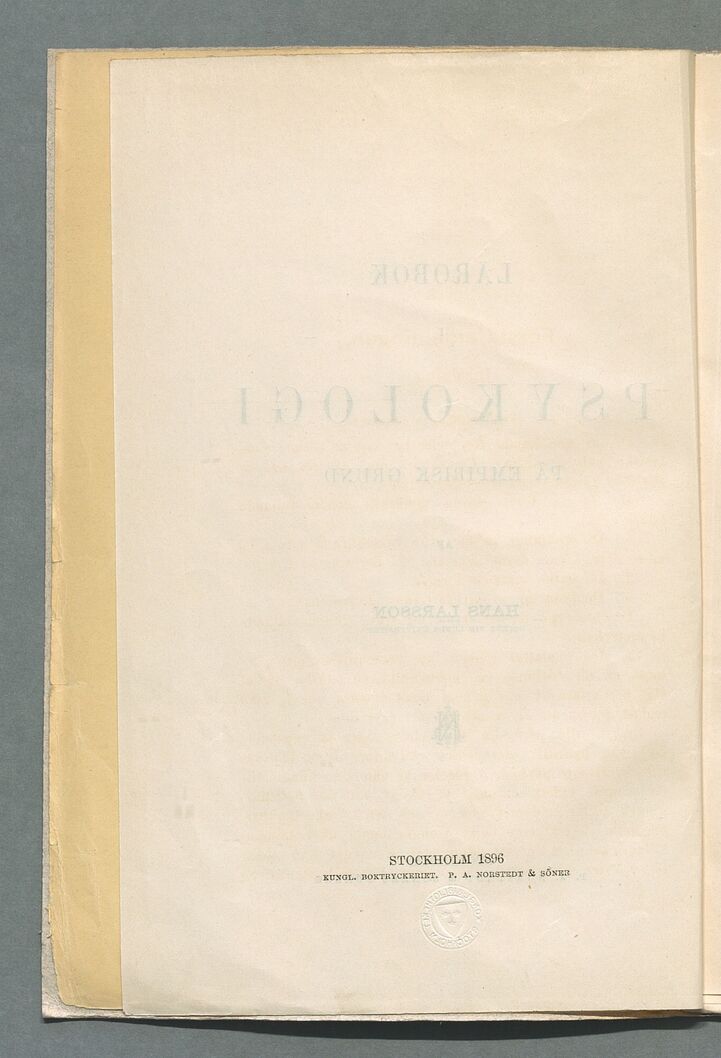 LÄROBOK
PSYKOLOGI
PÅ EMPIRISK GRUND
AF
HANS LARSSON
STOCKHOLM 1896
KUNGL. BOKTRYCKERIET. P. A. NORSTEDT & SÖNER